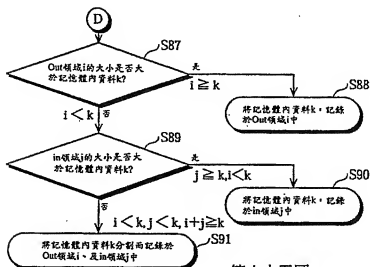 D
S87
Out領域i的大小是否大
於記憶體內資料k?
是
i≧k
S88
將記憶體內資料k,記錄
於Out領域i中
i<k
否
S89
in領域j的大小是否大
於記憶體內資料k?
是
j≧k,i<k
S90
將記憶體內資料k,記錄
於in領域j中
否
i<k,j<k,i+j≧k
S91
將記憶體內資料k分割而記錄於
Out領域i、及in領域j中